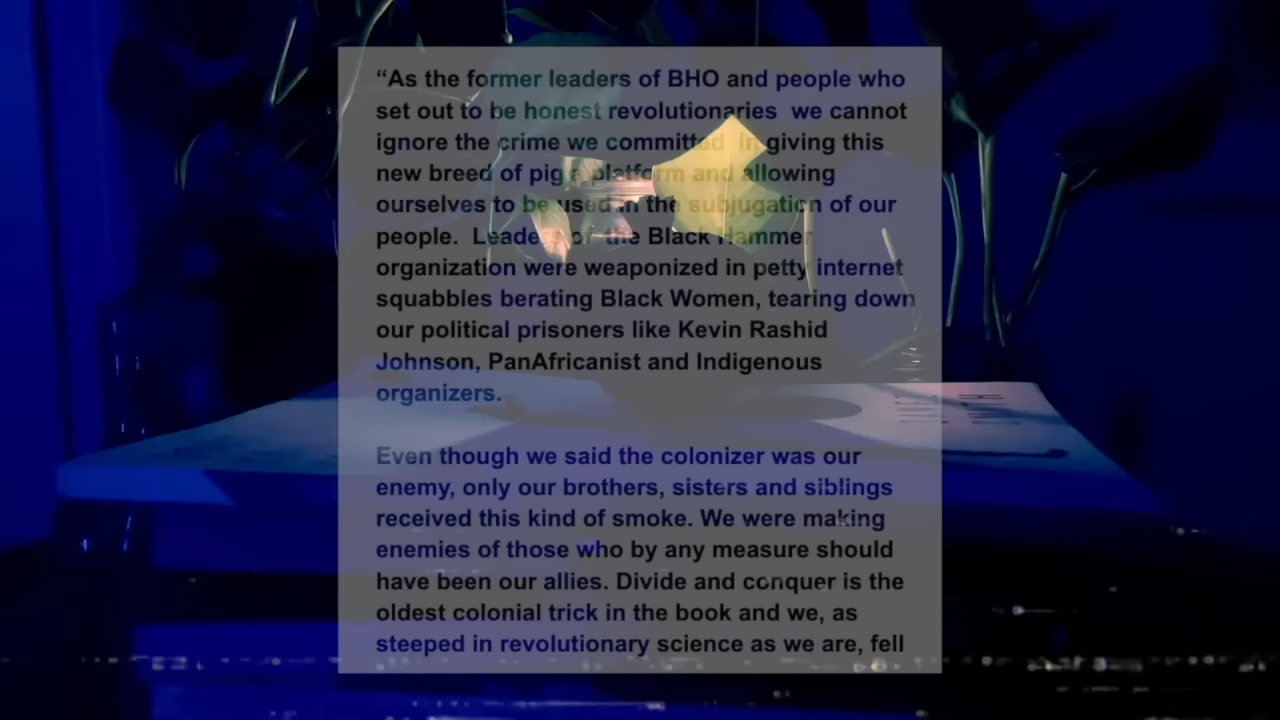 “As the former leaders of BHO and people who
set out to be honest revolutionaries we cannot
ignore the crime we committed in giving this
new breed of pig a platform and allowing
ourselves to be used in the subjugation of our
people. Leaders of the Black Hammer
organization were weaponized in petty internet
squabbles berating Black Women, tearing down
our political prisoners like Kevin Rashid
Johnson, PanAfricanist and Indigenous
organizers.
Even though we said the colonizer was our
enemy, only our brothers, sisters and siblings
received this kind of smoke. We were making
enemies of those who by any measure should
have been our allies. Divide and conquer is the
oldest colonial trick in the book and we, as
steeped in revolutionary science as we are, fell